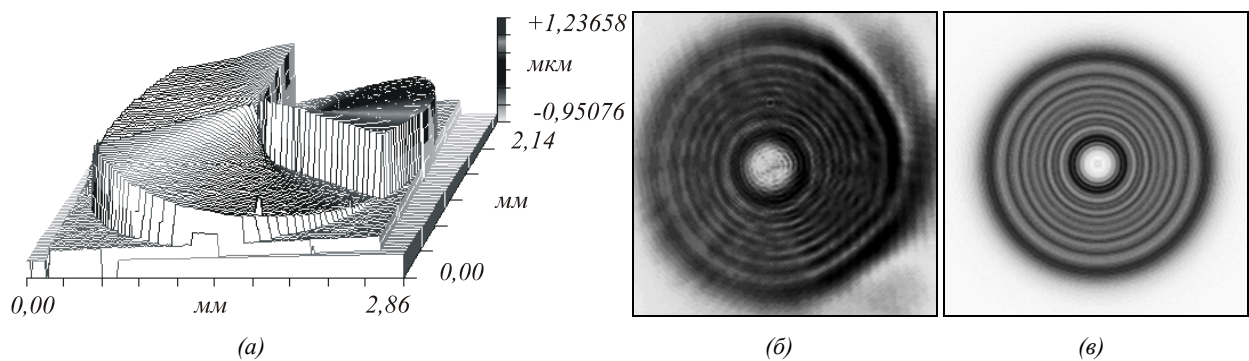 +1,23658
мкм
-0,95076
2,14
мм
0,00
0,00
мм
2,86
(а)
(б)
(в)